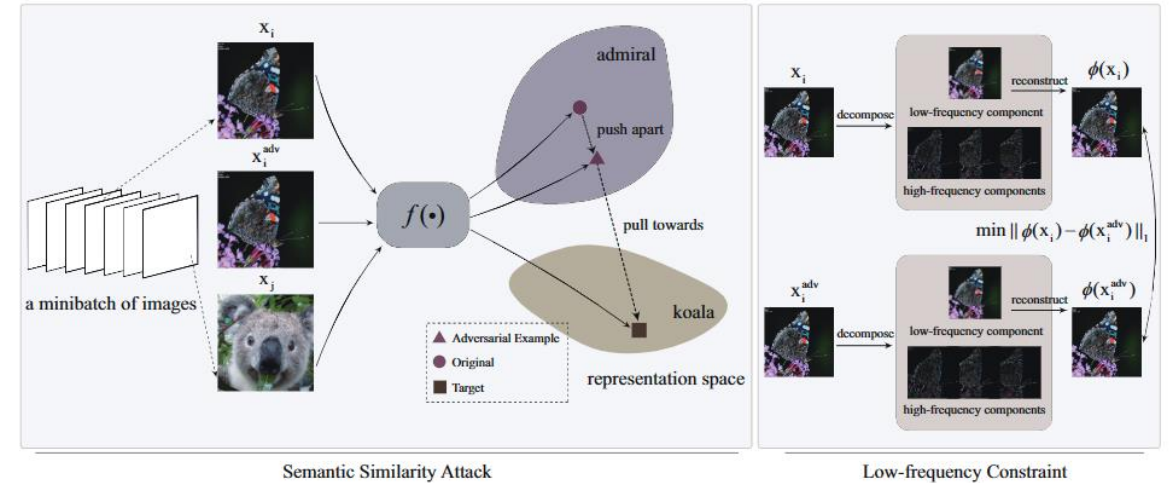 x_i
x_i^adv
x_j
a minibatch of images
f(•)
admiral
push apart
pull towards
koala
Adversarial Example
Original
Target
representation space
Semantic Similarity Attack
x_i
decompose
low-frequency component
high-frequency components
reconstruct
ϕ(x_i)
min || ϕ(x_i) − ϕ(x_i^adv) ||_1
x_i^adv
decompose
low-frequency component
high-frequency components
reconstruct
ϕ(x_i^adv)
Low-frequency Constraint